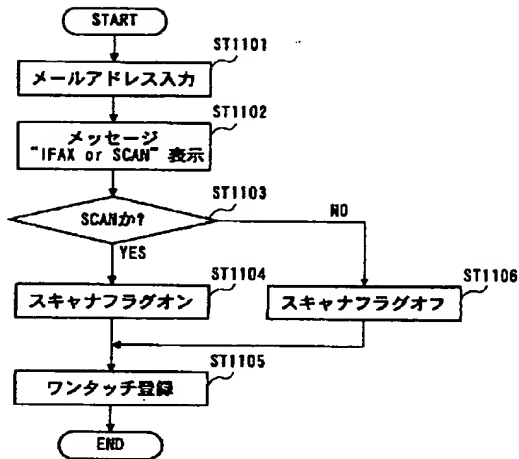 START
ST1101
メールアドレス入力
ST1102
メッセージ
"IFAX or SCAN" 表示
ST1103
SCANか?
NO
YES
ST1104
スキャナフラグオン
ST1106
スキャナフラグオフ
ST1105
ワンタッチ登録
END